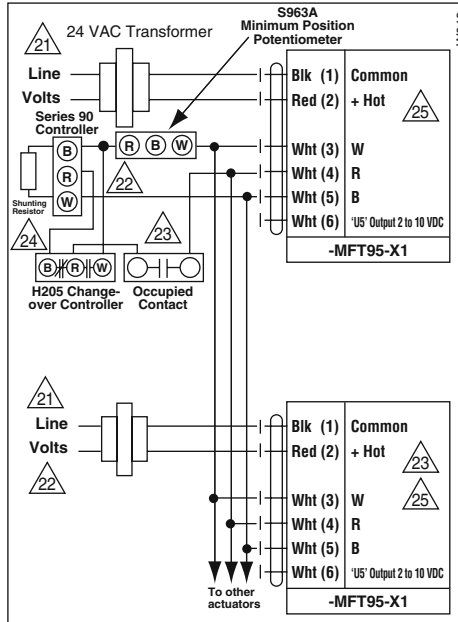 S963A
Minimum Position
Potentiometer
21
24 VAC Transformer
Line
Volts
Blk (1) Common
Red (2) + Hot
25
Series 90
Controller
B
R
W
R B W
22
Wht (3) W
Wht (4) R
Wht (5) B
Wht (6) 'U5' Output 2 to 10 VDC
-MFT95-X1
Shunting
Resistor
24
23
B R W
H205 Change-
over Controller
Occupied
Contact
21
Line
Volts
22
Blk (1) Common
Red (2) + Hot
23
25
Wht (3) W
Wht (4) R
Wht (5) B
Wht (6) 'U5' Output 2 to 10 VDC
-MFT95-X1
To other
actuators